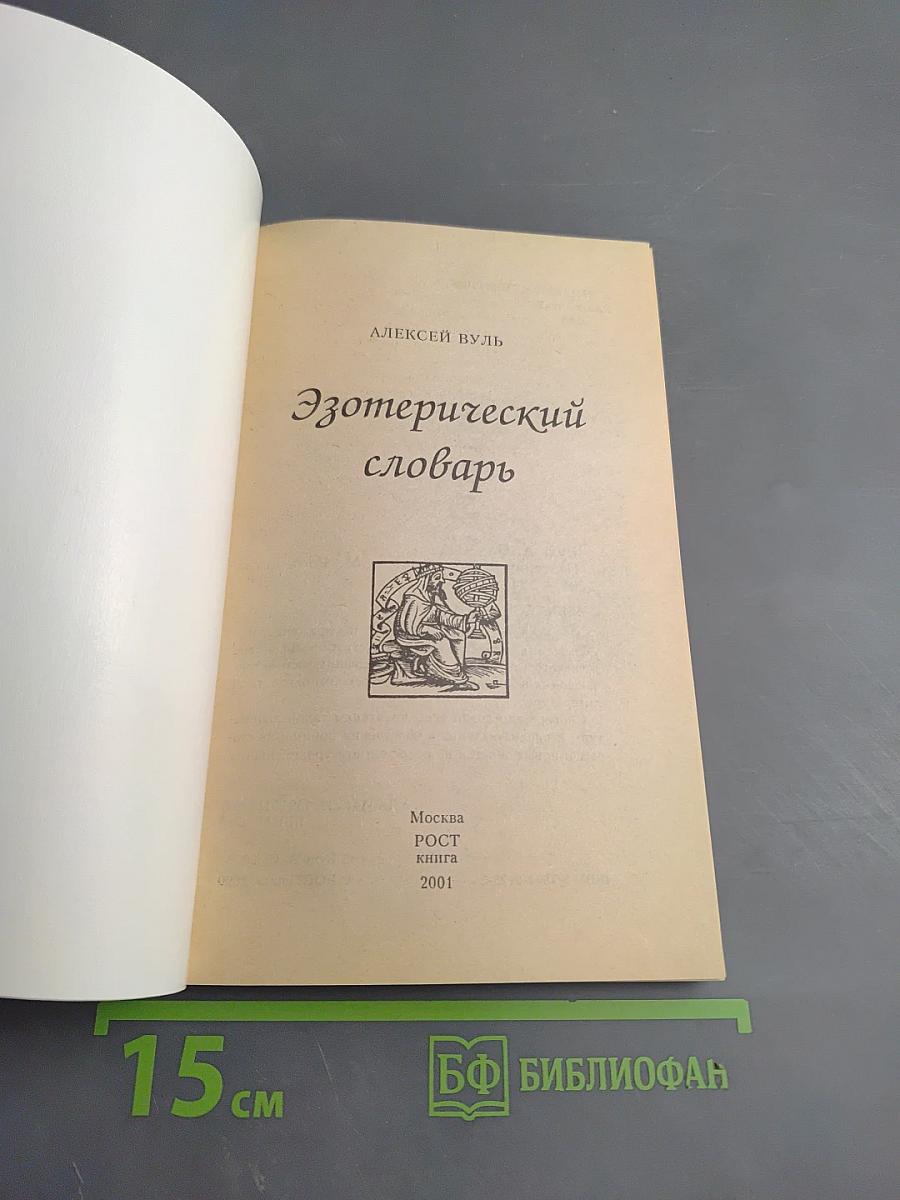 АЛЕКСЕЙ ВУЛЬ
Эзотерический
словарь
Москва
РОСТ
книга
2001
15 см
БФ БИБЛИОФАН